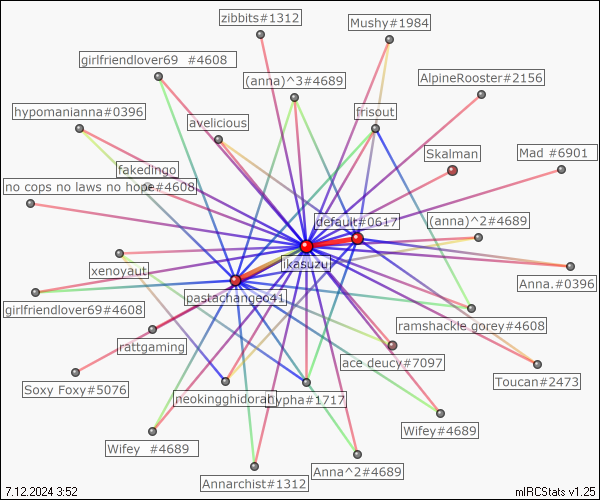 zibbits#1312
Mushy#1984
girlfriendlover69 #4608
(anna)^3#4689
AlpineRooster#2156
hypomanianna#0396
avelicious
frisout
Skalman
Mad #6901
fakedingo
no cops no laws no hope#4608
default#0617
(anna)^2#4689
ikasuzu
xenoyaut
Anna.#0396
pastachange641
girlfriendlover69#4608
ramshackle.gorey#4608
rattgaming
ace deucy#7097
Soxy Foxy#5076
Toucan#2473
neokingghidorah
hypha#1717
Wifey#4689
Wifey #4689
Anna^2#4689
Annarchist#1312
7.12.2024 3:52
mIRCStats v1.25